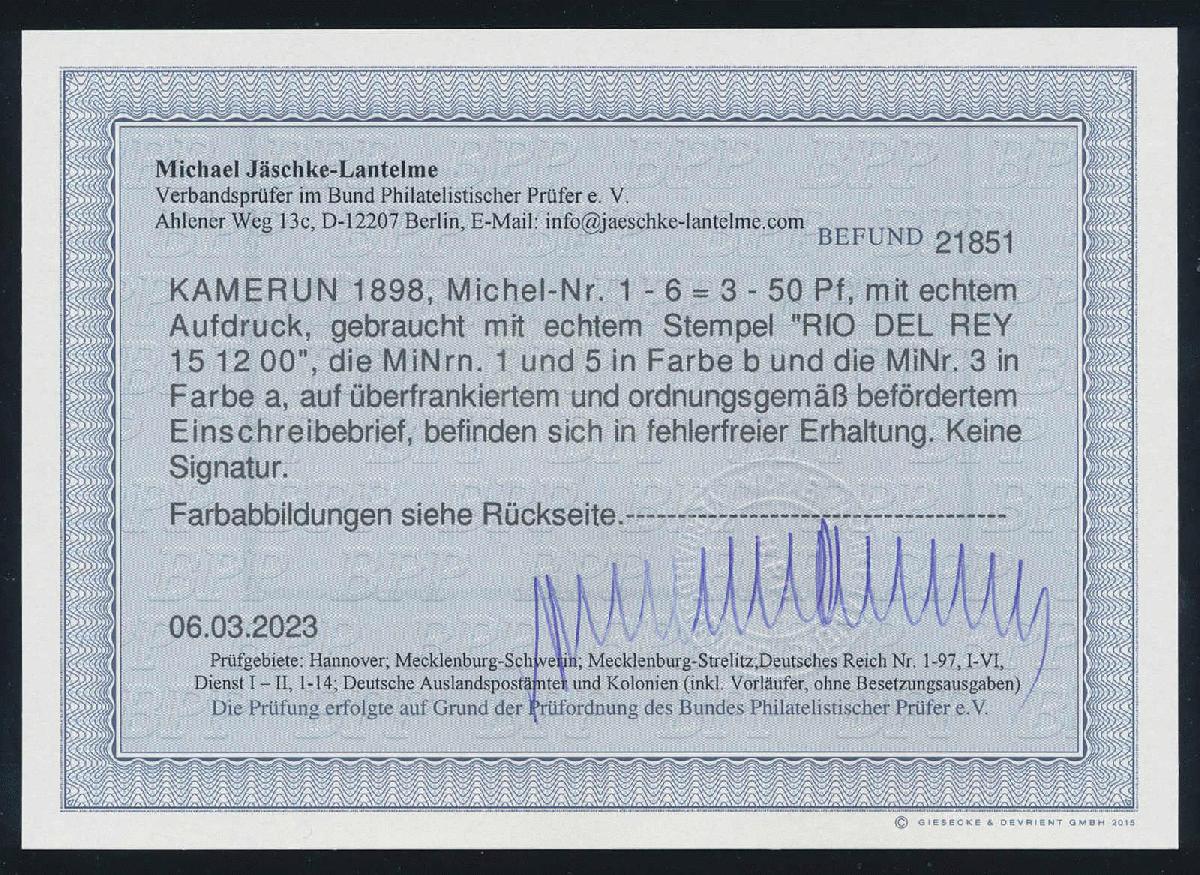 Michael Jäschke-Lantelme
Verbandsprüfer im Bund Philatelistischer Prüfer e. V.
Ahlener Weg 13c, D-12207 Berlin, E-Mail: info@jaeschke-lantelme.com
BEFUND 21851
KAMERUN 1898, Michel-Nr. 1 - 6 = 3 - 50 Pf, mit echtem
Aufdruck, gebraucht mit echtem Stempel "RIO DEL REY
15 12 00", die MiNrn. 1 und 5 in Farbe b und die MiNr. 3 in
Farbe a, auf überfrankiertem und ordnungsgemäß befördertem
Einschreibebrief, befinden sich in fehlerfreier Erhaltung. Keine
Signatur.
Farbabbildungen siehe Rückseite.------------------------------------
06.03.2023
Prüfgebiete: Hannover; Mecklenburg-Schwerin; Mecklenburg-Strelitz,Deutsches Reich Nr. 1-97, I-VI,
Dienst I – II, 1-14; Deutsche Auslandspostämter und Kolonien (inkl. Vorläufer, ohne Besetzungsausgaben)
Die Prüfung erfolgte auf Grund der Prüfordnung des Bundes Philatelistischer Prüfer e.V.
© GIESECKE & DEVRIENT GMBH 2015